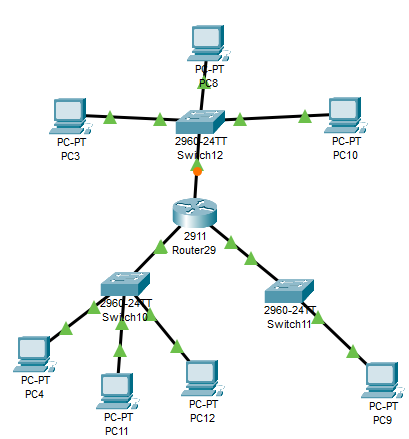 PC-PT
PC8
PC-PT
PC3
2960-24TT
Switch12
PC-PT
PC10
2911
Router29
2960-24TT
Switch10
2960-24TT
Switch11
PC-PT
PC4
PC-PT
PC11
PC-PT
PC12
PC-PT
PC9